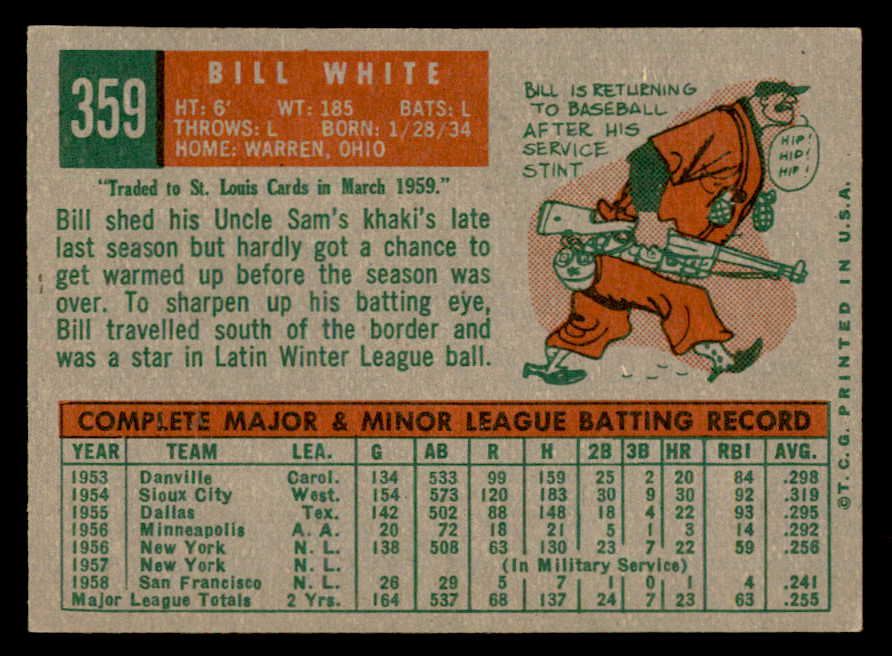 359
BILL WHITE
HT: 6' WT: 185 BATS: L
THROWS: L BORN: 1/28/34
HOME: WARREN, OHIO
"Traded to St. Louis Cards in March 1959."
Bill shed his Uncle Sam's khaki's late
last season but hardly got a chance to
get warmed up before the season was
over. To sharpen up his batting eye,
Bill travelled south of the border and
was a star in Latin Winter League ball.
BILL IS RETURNING
TO BASEBALL
AFTER HIS
SERVICE
STINT
HIP!
HID!
HIP!
COMPLETE MAJOR & MINOR LEAGUE BATTING RECORD
YEAR TEAM LEA. G AB R H 2B 3B HR RBI AVG.
1953 Danville Carol. 134 533 99 159 25 2 20 84 .298
1954 Sioux City West. 154 573 120 183 30 9 30 92 .319
1955 Dallas Tex. 142 502 88 148 18 4 22 93 .295
1956 Minneapolis A. A. 20 72 18 21 5 1 3 14 .292
1956 New York N. L. 138 508 63 130 23 7 22 59 .256
1957 New York N. L. (In Military Service)
1958 San Francisco N. L. 26 29 5 7 1 0 1 4 .241
Major League Totals 2 Yrs. 164 537 68 137 24 7 23 63 .255
©T.C.G. PRINTED IN U.S.A.